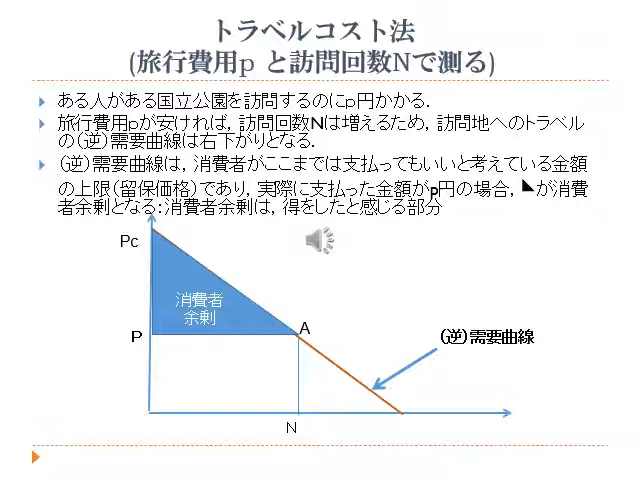 トラベルコスト法
(旅行費用p と訪問回数Nで測る)
ある人がある国立公園を訪問するのにp円かかる.
旅行費用pが安ければ, 訪問回数Nは増えるため, 訪問地へのトラベル
の(逆)需要曲線は右下がりとなる.
(逆)需要曲線は, 消費者がここまでは支払ってもいいと考えている金額
の上限(留保価格)であり, 実際に支払った金額がp円の場合, ◣が消費
者余剰となる:消費者余剰は, 得をしたと感じる部分
Pc
消費者
余剰
P
A
(逆)需要曲線
N